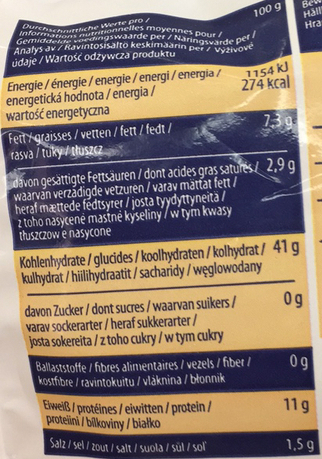 Durchschnittliche Werte pro /
Informations nutritionnelles moyennes pour /
Gemiddelde voedingswaarde per / Näringsvärde per /
Analys av / Ravintosisältö keskimäärin per / Výživové
údaje / Wartość odżywcza produktu
100 g
Energie / énergie / energie / energi / energia /
energetická hodnota / energia /
wartość energetyczna
1154 kJ
274 kcal
Fett / graisses / vetten / fett / fedt /
rasva / tuky / tłuszcz
7,3 g
davon gesättigte Fettsäuren / dont acides gras saturés /
waarvan verzadigde vetzuren / varav mättat fett /
heraf mættede fedtsyrer / josta tyydyttyneitä /
z toho nasycené mastné kyseliny / w tym kwasy
tłuszczowe nasycone
2,9 g
Kohlenhydrate / glucides / koolhydraten / kolhydrat /
kulhydrat / hiilihydraatit / sacharidy / węglowodany
41 g
davon Zucker / dont sucres / waarvan suikers /
varav sockerarter / heraf sukkerarter /
josta sokereita / z toho cukry / w tym cukry
0 g
Ballaststoffe / fibres alimentaires / vezels / fiber /
kostfibre / ravintokuitu / vláknina / błonnik
0 g
Eiweiß / protéines / eiwitten / protein /
proteiini / bílkoviny / białko
11 g
Salz / sel / zout / salt / suola / sůl / soľ
1,5 g